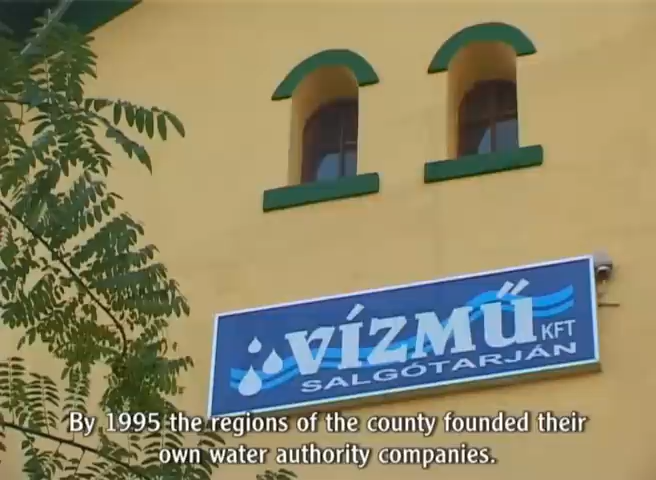 VÍZMŰ KFT
SALGÓTARJÁN
By 1995 the regions of the county founded their
own water authority companies.